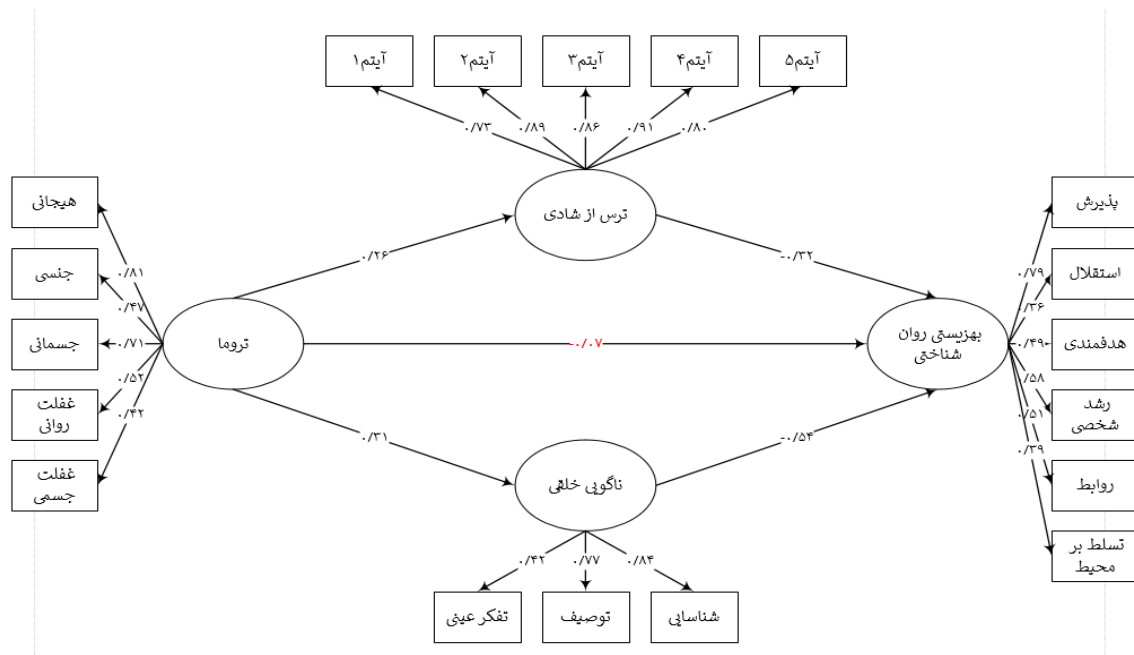 آیتم۱
آیتم۲
آیتم۳
آیتم۴
آیتم۵
۰/۷۳
۰/۸۹
۰/۸۶
۰/۹۱
۰/۸۰
ترس از شادی
هیجانی
جنسی
جسمانی
غفلت
روانی
غفلت
جسمی
۰/۸۱
۰/۴۷
۰/۷۱
۰/۵۲
۰/۴۲
تروما
۰/۲۶
-۰/۳۲
-۰/۰۷
۰/۳۱
-۰/۵۴
بهزیستی روان
شناختی
۰/۷۹
۰/۳۶
۰/۴۹
۰/۵۸
۰/۵۱
۰/۳۹
پذیرش
استقلال
هدفمندی
رشد
شخصی
روابط
تسلط بر
محیط
ناگویی خلقی
۰/۴۲
۰/۷۷
۰/۸۴
تفکر عینی
توصیف
شناسایی